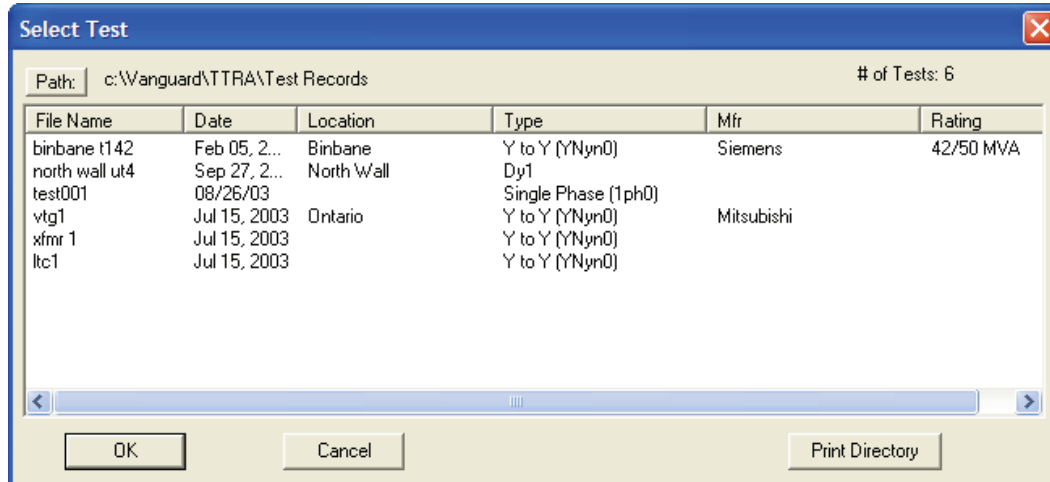 Select Test
Path: c:\Vanguard\TTRA\Test Records # of Tests: 6
File Name Date Location Type Mfr Rating
binbane t142 Feb 05, 2... Binbane Y to Y (YNyn0) Siemens 42/50 MVA
north wall ut4 Sep 27, 2... North Wall Dy1
test001 08/26/03 Single Phase (1ph0)
vtg1 Jul 15, 2003 Ontario Y to Y (YNyn0) Mitsubishi
xfmr 1 Jul 15, 2003 Y to Y (YNyn0)
ltc1 Jul 15, 2003 Y to Y (YNyn0)
OK Cancel Print Directory